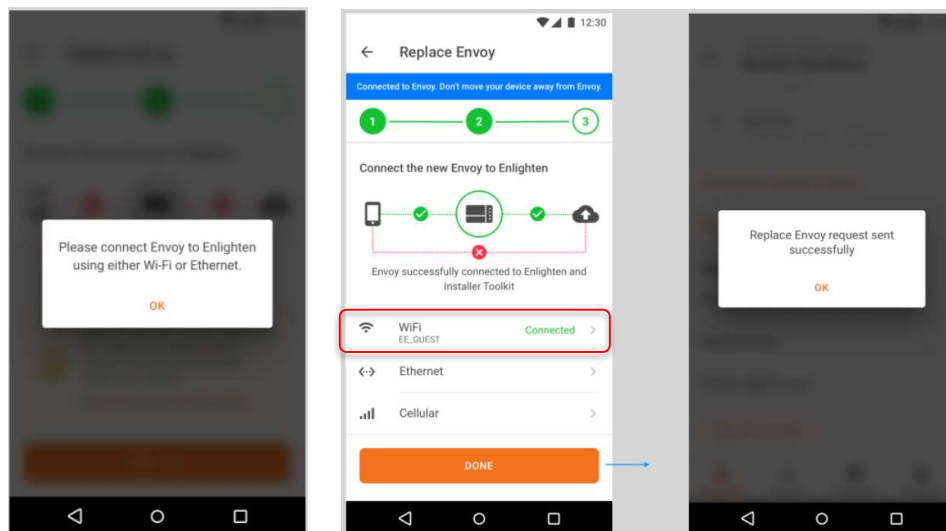 Please connect Envoy to Enlighten
using either Wi-Fi or Ethernet.
OK
12:30
Replace Envoy
Connected to Envoy. Don't move your device away from Envoy.
1
2
3
Connect the new Envoy to Enlighten
Envoy successfully connected to Enlighten and
Installer Toolkit
WiFi
Connected
EE_GUEST
Ethernet
Cellular
DONE
Replace Envoy request sent
successfully
OK